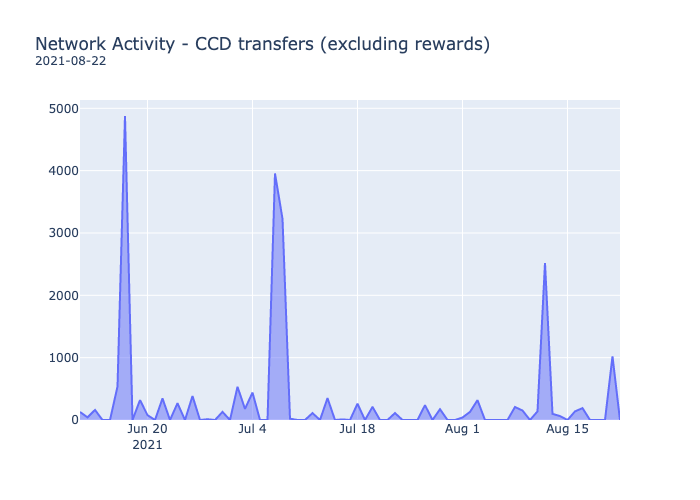 Network Activity - CCD transfers (excluding rewards)
2021-08-22
5000
4000
3000
2000
1000
0
Jun 20
2021
Jul 4
Jul 18
Aug 1
Aug 15